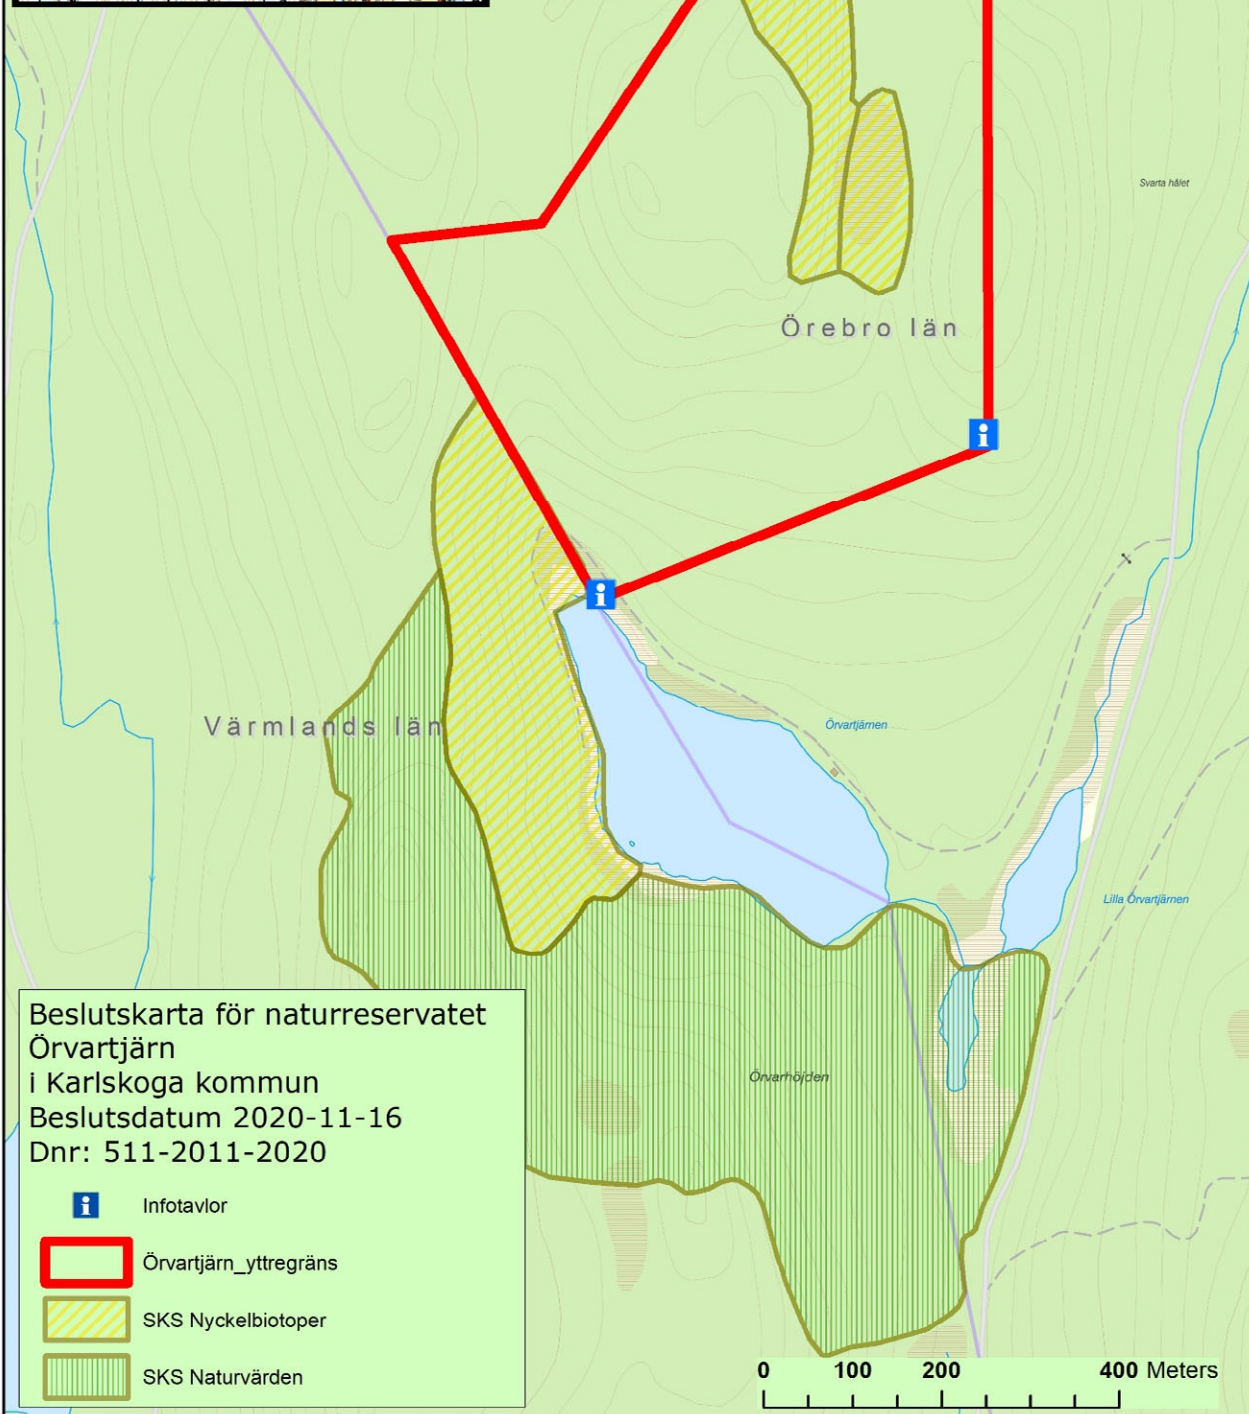 Svarta hålet
Örebro län
Värmlands län
Örvartjärnen
Lilla Örvartjärnen
Örvarhöjden
Beslutskarta för naturreservatet
Örvartjärn
i Karlskoga kommun
Beslutsdatum 2020-11-16
Dnr: 511-2011-2020
Infotavlor
Örvartjärn_yttregräns
SKS Nyckelbiotoper
SKS Naturvärden
0 100 200 400 Meters